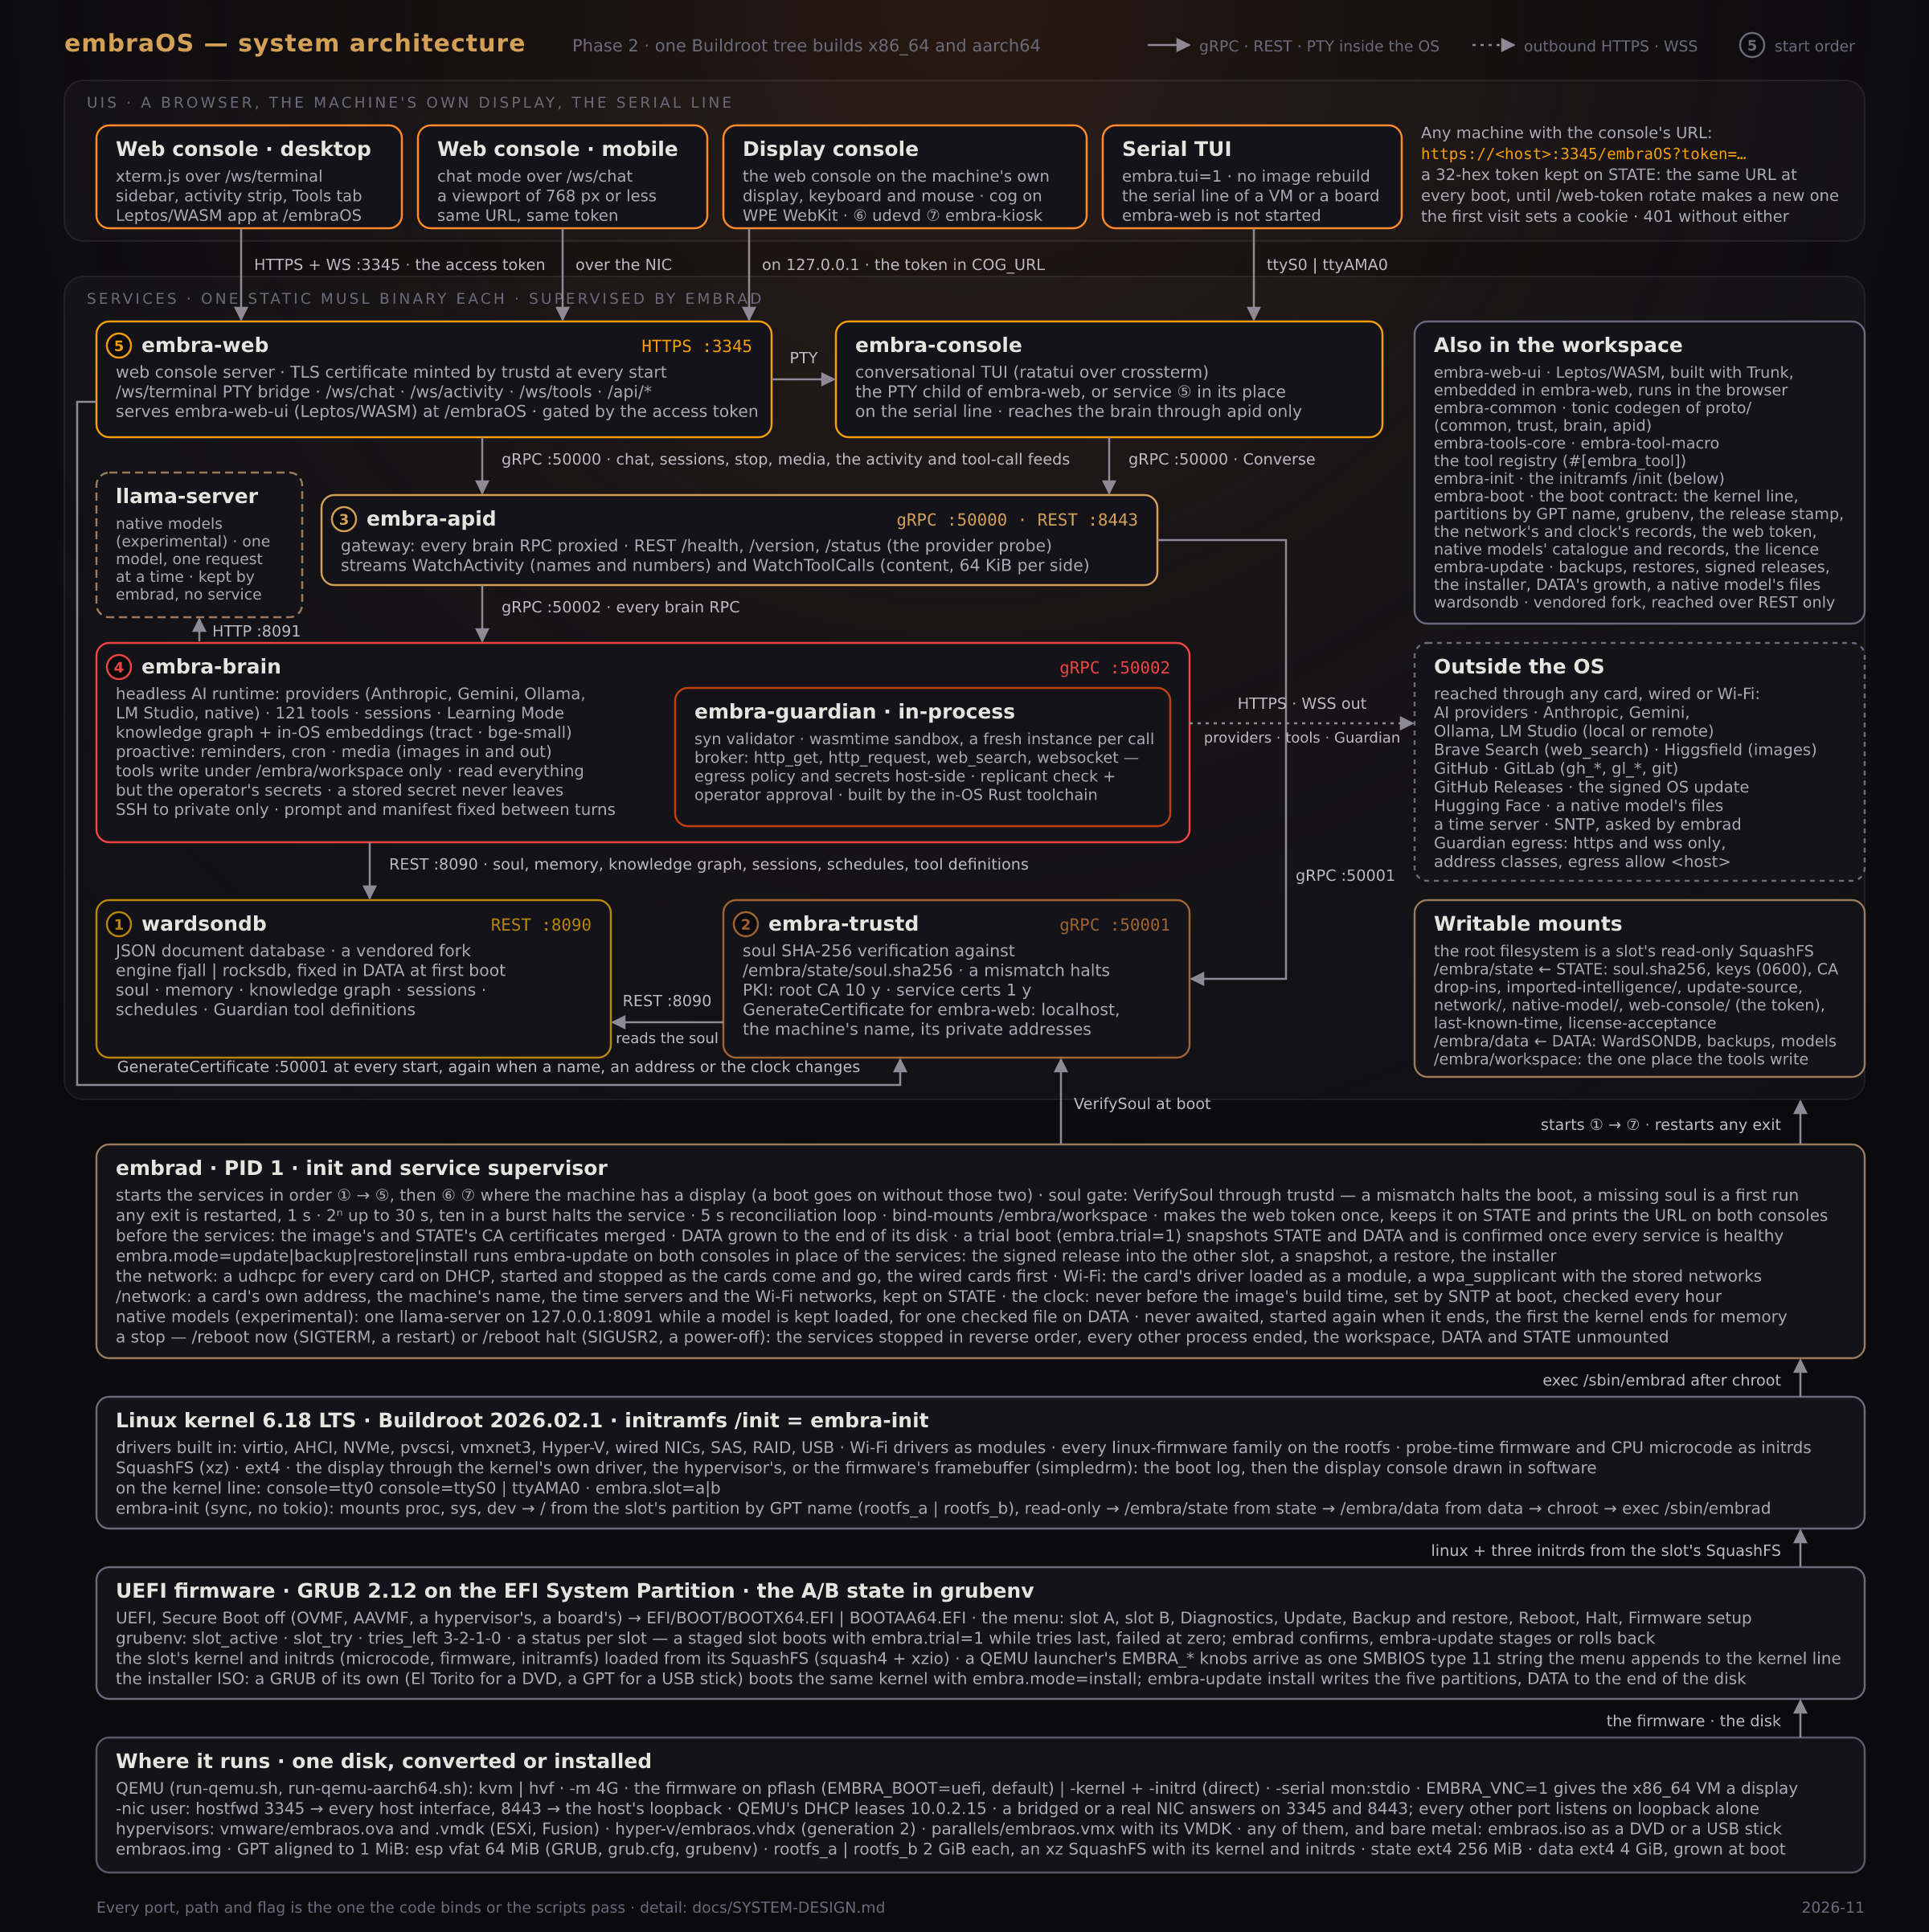 embraOS — system architecture
Phase 2 · one Buildroot tree builds x86_64 and aarch64
gRPC · REST · PTY inside the OS
outbound HTTPS · WSS
5 start order
UIS · A BROWSER, THE MACHINE'S OWN DISPLAY, THE SERIAL LINE
Web console · desktop
xterm.js over /ws/terminal
sidebar, activity strip, Tools tab
Leptos/WASM app at /embraOS
Web console · mobile
chat mode over /ws/chat
a viewport of 768 px or less
same URL, same token
Display console
the web console on the machine's own
display, keyboard and mouse · cog on
WPE WebKit · ⑥ udevd ⑦ embra-kiosk
Serial TUI
embra.tui=1 · no image rebuild
the serial line of a VM or a board
embra-web is not started
Any machine with the console's URL:
https://<host>:3345/embraOS?token=…
a 32-hex token kept on STATE: the same URL at
every boot, until /web-token rotate makes a new one
the first visit sets a cookie · 401 without either
HTTPS + WS :3345 · the access token
over the NIC
on 127.0.0.1 · the token in COG_URL
ttyS0 | ttyAMA0
SERVICES · ONE STATIC MUSL BINARY EACH · SUPERVISED BY EMBRAD
5 embra-web
HTTPS :3345
web console server · TLS certificate minted by trustd at every start
/ws/terminal PTY bridge · /ws/chat · /ws/activity · /ws/tools · /api/*
serves embra-web-ui (Leptos/WASM) at /embraOS · gated by the access token
PTY
embra-console
conversational TUI (ratatui over crossterm)
the PTY child of embra-web, or service ⑤ in its place
on the serial line · reaches the brain through apid only
Also in the workspace
embra-web-ui · Leptos/WASM, built with Trunk,
embedded in embra-web, runs in the browser
embra-common · tonic codegen of proto/
(common, trust, brain, apid)
embra-tools-core · embra-tool-macro
the tool registry (#[embra_tool])
embra-init · the initramfs /init (below)
embra-boot · the boot contract: the kernel line,
partitions by GPT name, grubenv, the release stamp,
the network's and clock's records, the web token,
native models' catalogue and records, the licence
embra-update · backups, restores, signed releases,
the installer, DATA's growth, a native model's files
wardsondb · vendored fork, reached over REST only
gRPC :50000 · chat, sessions, stop, media, the activity and tool-call feeds
gRPC :50000 · Converse
llama-server
native models
(experimental) · one
model, one request
at a time · kept by
embrad, no service
3 embra-apid
gRPC :50000 · REST :8443
gateway: every brain RPC proxied · REST /health, /version, /status (the provider probe)
streams WatchActivity (names and numbers) and WatchToolCalls (content, 64 KiB per side)
HTTP :8091
gRPC :50002 · every brain RPC
4 embra-brain
gRPC :50002
headless AI runtime: providers (Anthropic, Gemini, Ollama,
LM Studio, native) · 121 tools · sessions · Learning Mode
knowledge graph + in-OS embeddings (tract · bge-small)
proactive: reminders, cron · media (images in and out)
tools write under /embra/workspace only · read everything
but the operator's secrets · a stored secret never leaves
SSH to private only · prompt and manifest fixed between turns
embra-guardian · in-process
syn validator · wasmtime sandbox, a fresh instance per call
broker: http_get, http_request, web_search, websocket —
egress policy and secrets host-side · replicant check +
operator approval · built by the in-OS Rust toolchain
HTTPS · WSS out
providers · tools · Guardian
Outside the OS
reached through any card, wired or Wi-Fi:
AI providers · Anthropic, Gemini,
Ollama, LM Studio (local or remote)
Brave Search (web_search) · Higgsfield (images)
GitHub · GitLab (gh_*, gl_*, git)
GitHub Releases · the signed OS update
Hugging Face · a native model's files
a time server · SNTP, asked by embrad
Guardian egress: https and wss only,
address classes, egress allow <host>
REST :8090 · soul, memory, knowledge graph, sessions, schedules, tool definitions
gRPC :50001
1 wardsondb
REST :8090
JSON document database · a vendored fork
engine fjall | rocksdb, fixed in DATA at first boot
soul · memory · knowledge graph · sessions ·
schedules · Guardian tool definitions
REST :8090
reads the soul
2 embra-trustd
gRPC :50001
soul SHA-256 verification against
/embra/state/soul.sha256 · a mismatch halts
PKI: root CA 10 y · service certs 1 y
GenerateCertificate for embra-web: localhost,
the machine's name, its private addresses
Writable mounts
the root filesystem is a slot's read-only SquashFS
/embra/state ← STATE: soul.sha256, keys (0600), CA
drop-ins, imported-intelligence/, update-source,
network/, native-model/, web-console/ (the token),
last-known-time, license-acceptance
/embra/data ← DATA: WardSONDB, backups, models
/embra/workspace: the one place the tools write
GenerateCertificate :50001 at every start, again when a name, an address or the clock changes
VerifySoul at boot
starts ① → ⑦ · restarts any exit
embrad · PID 1 · init and service supervisor
starts the services in order ① → ⑤, then ⑥ ⑦ where the machine has a display (a boot goes on without those two) · soul gate: VerifySoul through trustd — a mismatch halts the boot, a missing soul is a first run
any exit is restarted, 1 s · 2ⁿ up to 30 s, ten in a burst halts the service · 5 s reconciliation loop · bind-mounts /embra/workspace · makes the web token once, keeps it on STATE and prints the URL on both consoles
before the services: the image's and STATE's CA certificates merged · DATA grown to the end of its disk · a trial boot (embra.trial=1) snapshots STATE and DATA and is confirmed once every service is healthy
embra.mode=update|backup|restore|install runs embra-update on both consoles in place of the services: the signed release into the other slot, a snapshot, a restore, the installer
the network: a udhcpc for every card on DHCP, started and stopped as the cards come and go, the wired cards first · Wi-Fi: the card's driver loaded as a module, a wpa_supplicant with the stored networks
/network: a card's own address, the machine's name, the time servers and the Wi-Fi networks, kept on STATE · the clock: never before the image's build time, set by SNTP at boot, checked every hour
native models (experimental): one llama-server on 127.0.0.1:8091 while a model is kept loaded, for one checked file on DATA · never awaited, started again when it ends, the first the kernel ends for memory
a stop — /reboot now (SIGTERM, a restart) or /reboot halt (SIGUSR2, a power-off): the services stopped in reverse order, every other process ended, the workspace, DATA and STATE unmounted
exec /sbin/embrad after chroot
Linux kernel 6.18 LTS · Buildroot 2026.02.1 · initramfs /init = embra-init
drivers built in: virtio, AHCI, NVMe, pvscsi, vmxnet3, Hyper-V, wired NICs, SAS, RAID, USB · Wi-Fi drivers as modules · every linux-firmware family on the rootfs · probe-time firmware and CPU microcode as initrds
SquashFS (xz) · ext4 · the display through the kernel's own driver, the hypervisor's, or the firmware's framebuffer (simpledrm): the boot log, then the display console drawn in software
on the kernel line: console=tty0 console=ttyS0 | ttyAMA0 · embra.slot=a|b
embra-init (sync, no tokio): mounts proc, sys, dev → / from the slot's partition by GPT name (rootfs_a | rootfs_b), read-only → /embra/state from state → /embra/data from data → chroot → exec /sbin/embrad
linux + three initrds from the slot's SquashFS
UEFI firmware · GRUB 2.12 on the EFI System Partition · the A/B state in grubenv
UEFI, Secure Boot off (OVMF, AAVMF, a hypervisor's, a board's) → EFI/BOOT/BOOTX64.EFI | BOOTAA64.EFI · the menu: slot A, slot B, Diagnostics, Update, Backup and restore, Reboot, Halt, Firmware setup
grubenv: slot_active · slot_try · tries_left 3-2-1-0 · a status per slot — a staged slot boots with embra.trial=1 while tries last, failed at zero; embrad confirms, embra-update stages or rolls back
the slot's kernel and initrds (microcode, firmware, initramfs) loaded from its SquashFS (squash4 + xzio) · a QEMU launcher's EMBRA_* knobs arrive as one SMBIOS type 11 string the menu appends to the kernel line
the installer ISO: a GRUB of its own (El Torito for a DVD, a GPT for a USB stick) boots the same kernel with embra.mode=install; embra-update install writes the five partitions, DATA to the end of the disk
the firmware · the disk
Where it runs · one disk, converted or installed
QEMU (run-qemu.sh, run-qemu-aarch64.sh): kvm | hvf · -m 4G · the firmware on pflash (EMBRA_BOOT=uefi, default) | -kernel + -initrd (direct) · -serial mon:stdio · EMBRA_VNC=1 gives the x86_64 VM a display
-nic user: hostfwd 3345 → every host interface, 8443 → the host's loopback · QEMU's DHCP leases 10.0.2.15 · a bridged or a real NIC answers on 3345 and 8443; every other port listens on loopback alone
hypervisors: vmware/embraos.ova and .vmdk (ESXi, Fusion) · hyper-v/embraos.vhdx (generation 2) · parallels/embraos.vmx with its VMDK · any of them, and bare metal: embraos.iso as a DVD or a USB stick
embraos.img · GPT aligned to 1 MiB: esp vfat 64 MiB (GRUB, grub.cfg, grubenv) · rootfs_a | rootfs_b 2 GiB each, an xz SquashFS with its kernel and initrds · state ext4 256 MiB · data ext4 4 GiB, grown at boot
Every port, path and flag is the one the code binds or the scripts pass · detail: docs/SYSTEM-DESIGN.md
2026-11